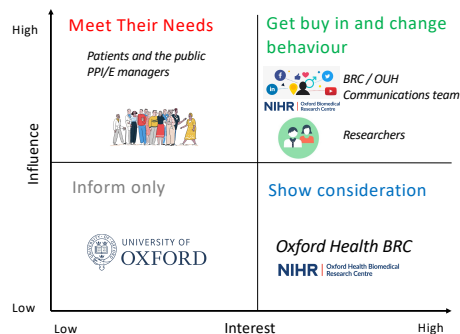 High
Meet Their Needs
Patients and the public
PPI/E managers
Get buy in and change
behaviour
BRC / OUH
Communications team
NIHR | Oxford Biomedical
Research Centre
Researchers
Influence
Inform only
UNIVERSITY OF
OXFORD
Show consideration
Oxford Health BRC
NIHR | Oxford Health Biomedical
Research Centre
Low
Low
Interest
High